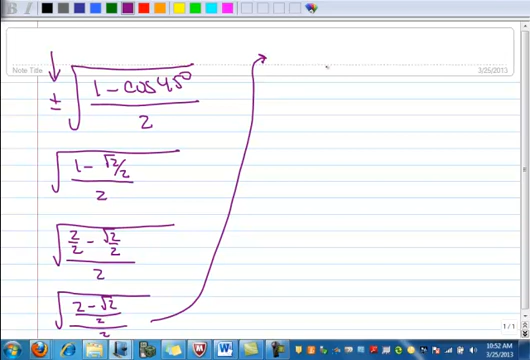 B I
Note Title
3/25/2013
± √((1 - cos 45°)/2)
√((1 - √2/2)/2)
√((2/2 - √2/2)/2)
√(((2 - √2)/2)/2)
1 / 1
10:52 AM
3/25/2013